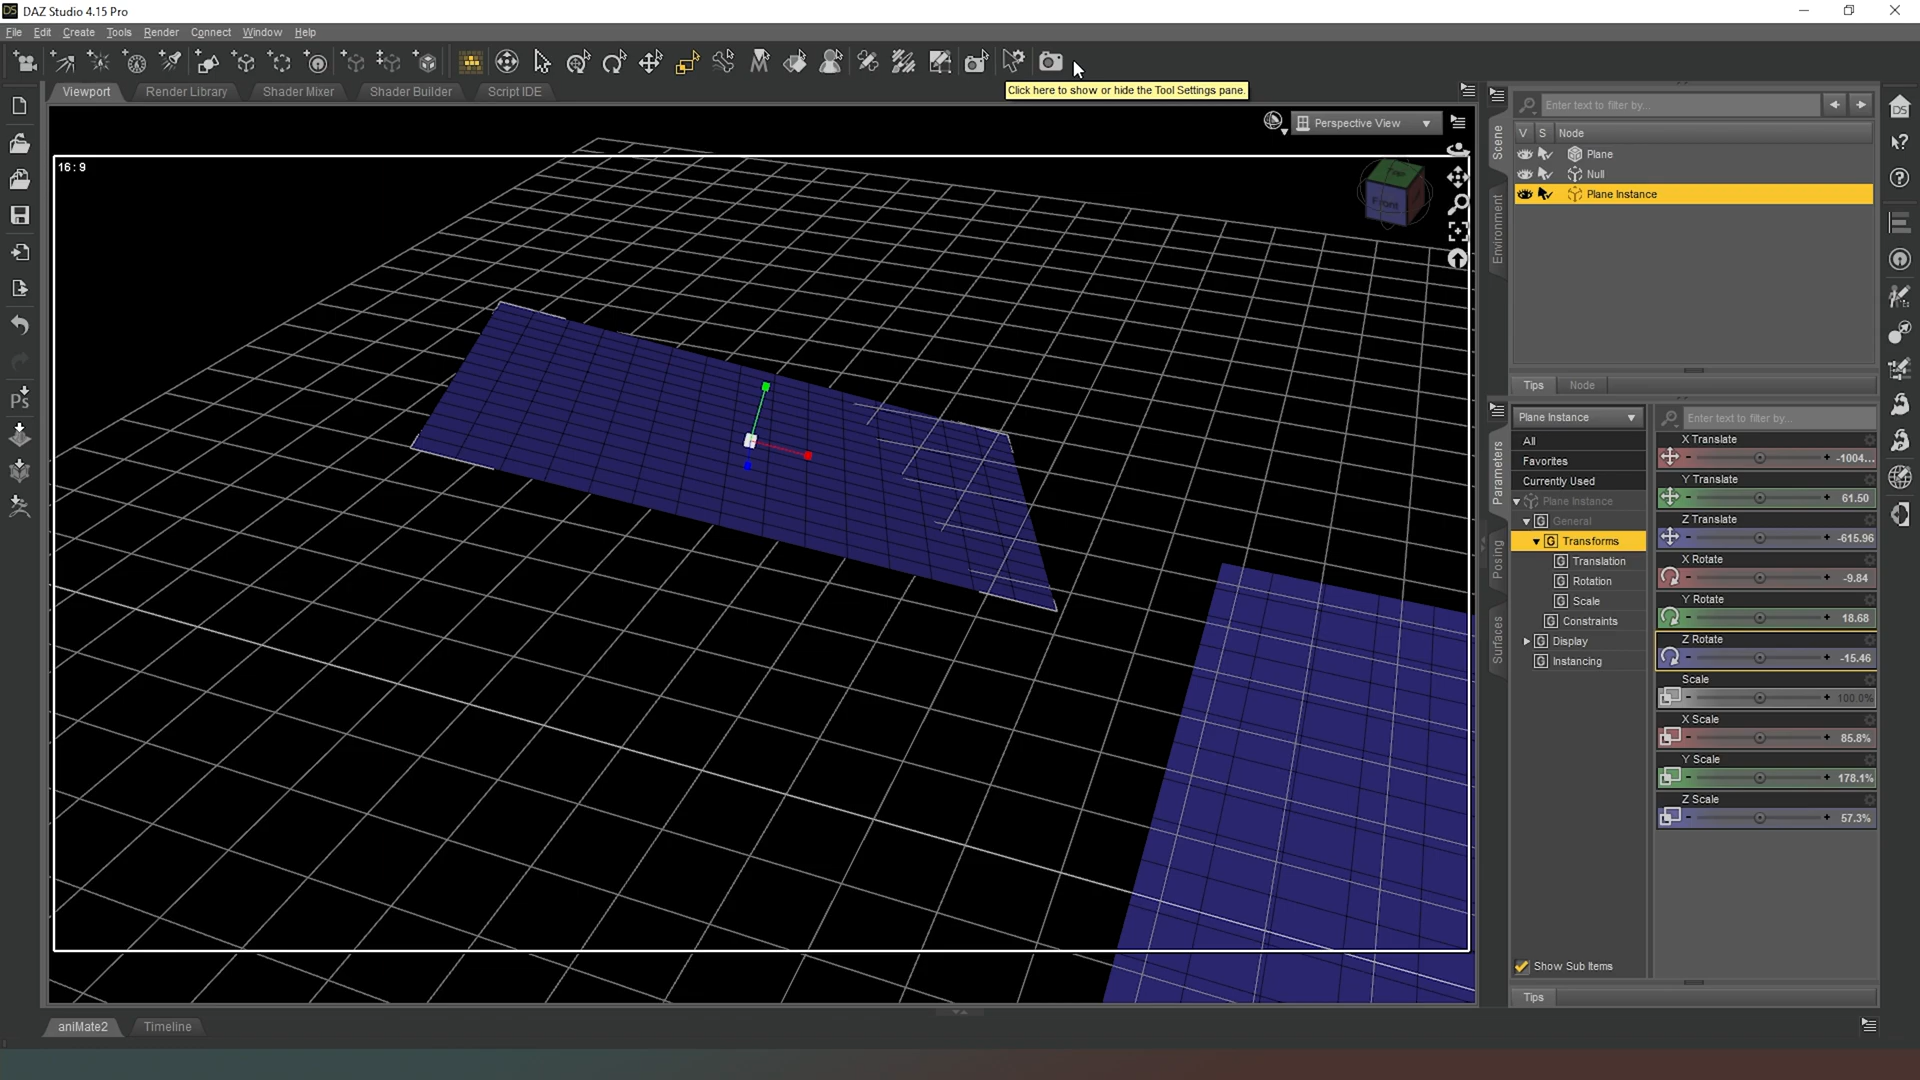 DAZ Studio 4.15 Pro
File Edit Create Tools Render Connect Window Help
Viewport Render Library Shader Mixer Shader Builder Script IDE
Click here to show or hide the Tool Settings pane.
Perspective View
16 : 9
Front
Scene
Environment
Enter text to filter by...
V S Node
Plane
Null
Plane Instance
Tips Node
Parameters
Posing
Surfaces
Plane Instance
Enter text to filter by...
All
Favorites
Currently Used
Plane Instance
General
Transforms
Translation
Rotation
Scale
Constraints
Display
Instancing
X Translate
-1004...
Y Translate
61.50
Z Translate
-615.96
X Rotate
-9.84
Y Rotate
18.68
Z Rotate
-15.46
Scale
100.0%
X Scale
85.8%
Y Scale
178.1%
Z Scale
57.3%
Show Sub Items
Tips
aniMate2 Timeline